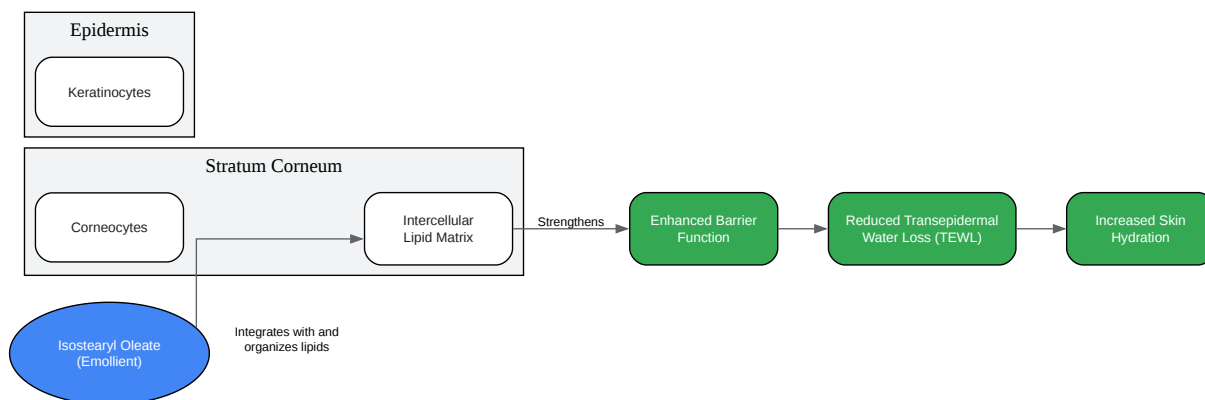 Epidermis
Keratinocytes
Stratum Corneum
Corneocytes
Intercellular
Lipid Matrix
Strengthens
Enhanced Barrier
Function
Reduced Transepidermal
Water Loss (TEWL)
Increased Skin
Hydration
Isostearyl Oleate
(Emollient)
Integrates with and
organizes lipids